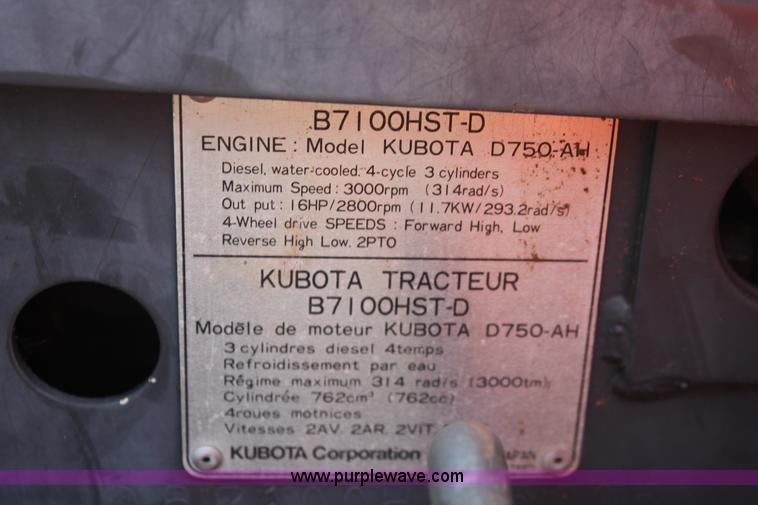 B7100HST-D
ENGINE: Model KUBOTA D750-AH
Diesel, water-cooled, 4-cycle 3 cylinders
Maximum Speed: 3000rpm (314rad/s)
Out put: 16HP/2800rpm (11.7KW/293.2rad/s)
4-Wheel drive SPEEDS : Forward High, Low
Reverse High Low, 2PTO
KUBOTA TRACTEUR
B7100HST-D
Modèle de moteur KUBOTA D750-AH
3 cylindres diesel 4temps
Refroidissement par eau
Régime maximum 314 rad/s (3000tm)
Cylindrée 762cm³ (762cc)
4roues motnices
Vitesses 2AV. 2AR. 2VIT.
KUBOTA Corporation JAPAN
www.purplewave.com